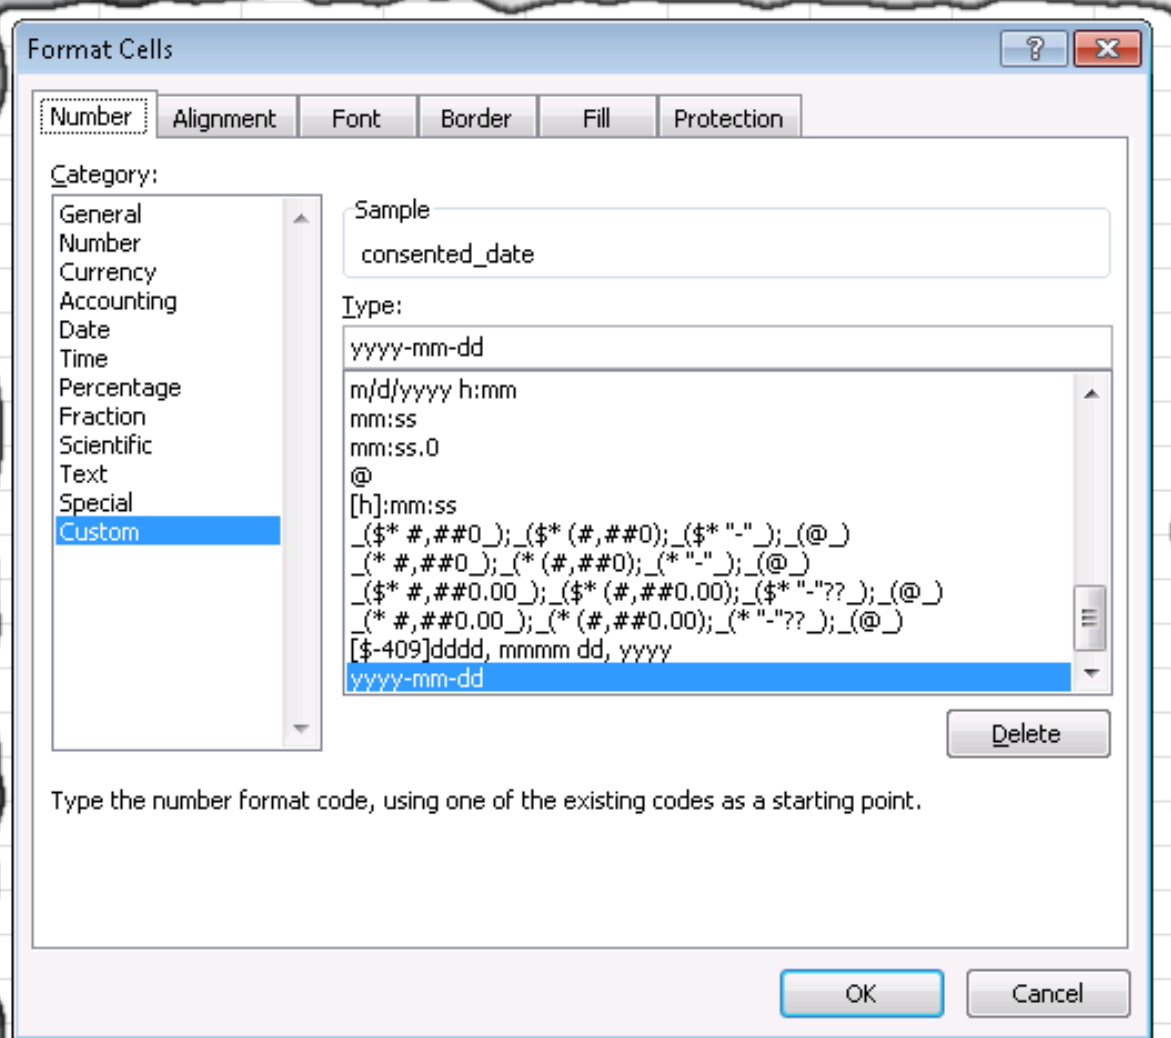 Format Cells
Number Alignment Font Border Fill Protection
Category:
General
Number
Currency
Accounting
Date
Time
Percentage
Fraction
Scientific
Text
Special
Custom
Sample
consented_date
Type:
yyyy-mm-dd
m/d/yyyy h:mm
mm:ss
mm:ss.0
@
[h]:mm:ss
_($* #,##0_);_($* (#,##0);_($* "-"_);_(@_)
_(* #,##0_);_(* (#,##0);_(* "-"_);_(@_)
_($* #,##0.00_);_($* (#,##0.00);_($* "-"??_);_(@_)
_(* #,##0.00_);_(* (#,##0.00);_(* "-"??_);_(@_)
[$-409]dddd, mmmm dd, yyyy
yyyy-mm-dd
Delete
Type the number format code, using one of the existing codes as a starting point.
OK Cancel